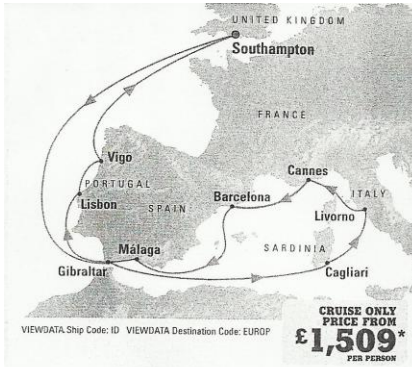 UNITED KINGDOM
Southampton
FRANCE
Vigo
Cannes
PORTUGAL
ITALY
Barcelona
Lisbon
SPAIN
Livorno
SARDINIA
Málaga
Gibraltar
Cagliari
VIEWDATA Ship Code: ID VIEWDATA Destination Code: EUROP
CRUISE ONLY
PRICE FROM
£1,509*
PER PERSON